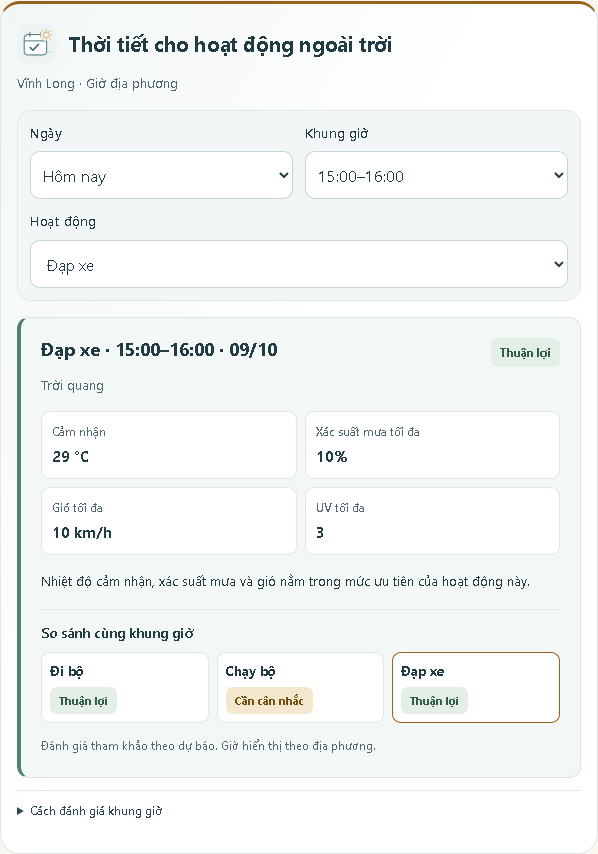 Thời tiết cho hoạt động ngoài trời
Vĩnh Long · Giờ địa phương
Ngày
Khung giờ
Hôm nay
15:00–16:00
Hoạt động
Đạp xe
Đạp xe · 15:00–16:00 · 09/10
Thuận lợi
Trời quang
Cảm nhận
29 °C
Xác suất mưa tối đa
10%
Gió tối đa
10 km/h
UV tối đa
3
Nhiệt độ cảm nhận, xác suất mưa và gió nằm trong mức ưu tiên của hoạt động này.
So sánh cùng khung giờ
Đi bộ
Thuận lợi
Chạy bộ
Cần cân nhắc
Đạp xe
Thuận lợi
Đánh giá tham khảo theo dự báo. Giờ hiển thị theo địa phương.
Cách đánh giá khung giờ